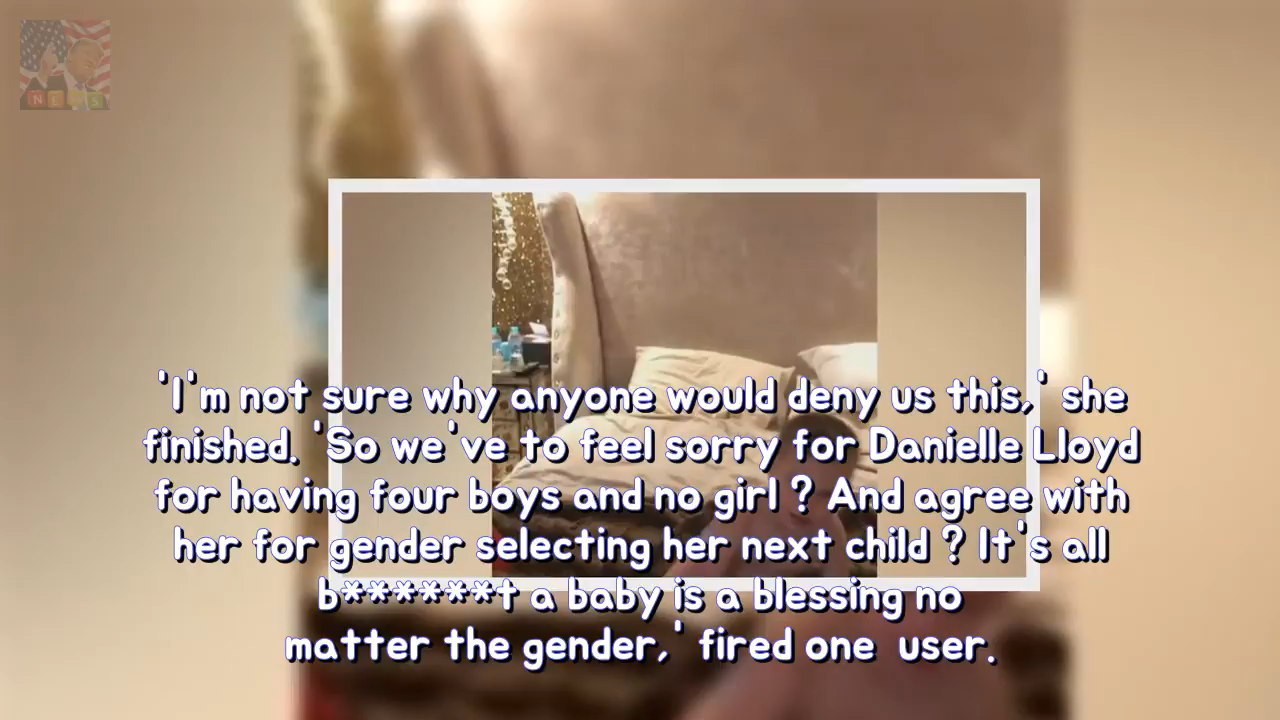 NEWS
'I'm not sure why anyone would deny us this,' she
finished. 'So we've to feel sorry for Danielle Lloyd
for having four boys and no girl ? And agree with
her for gender selecting her next child ? It's all
b******t a baby is a blessing no
matter the gender,' fired one user.